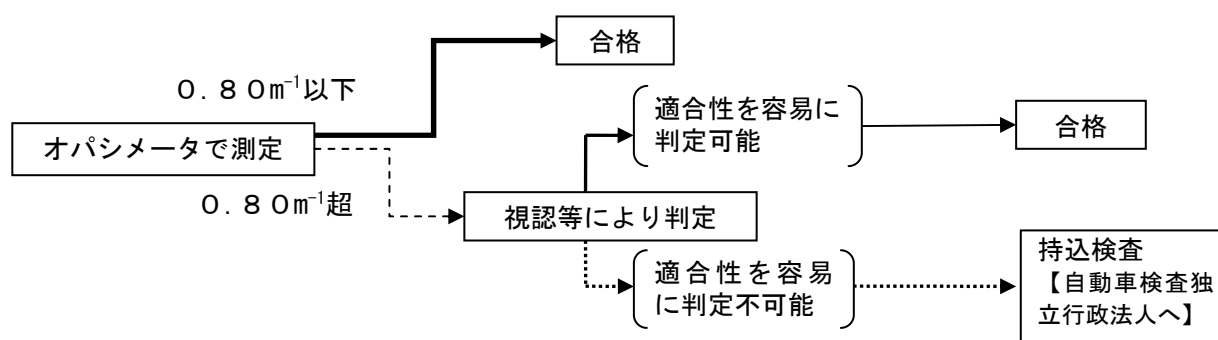 合格
０．８０m⁻¹以下
オパシメータで測定
０．８０m⁻¹超
適合性を容易に
判定可能
合格
視認等により判定
適合性を容易
に判定不可能
持込検査
【自動車検査独
立行政法人へ】